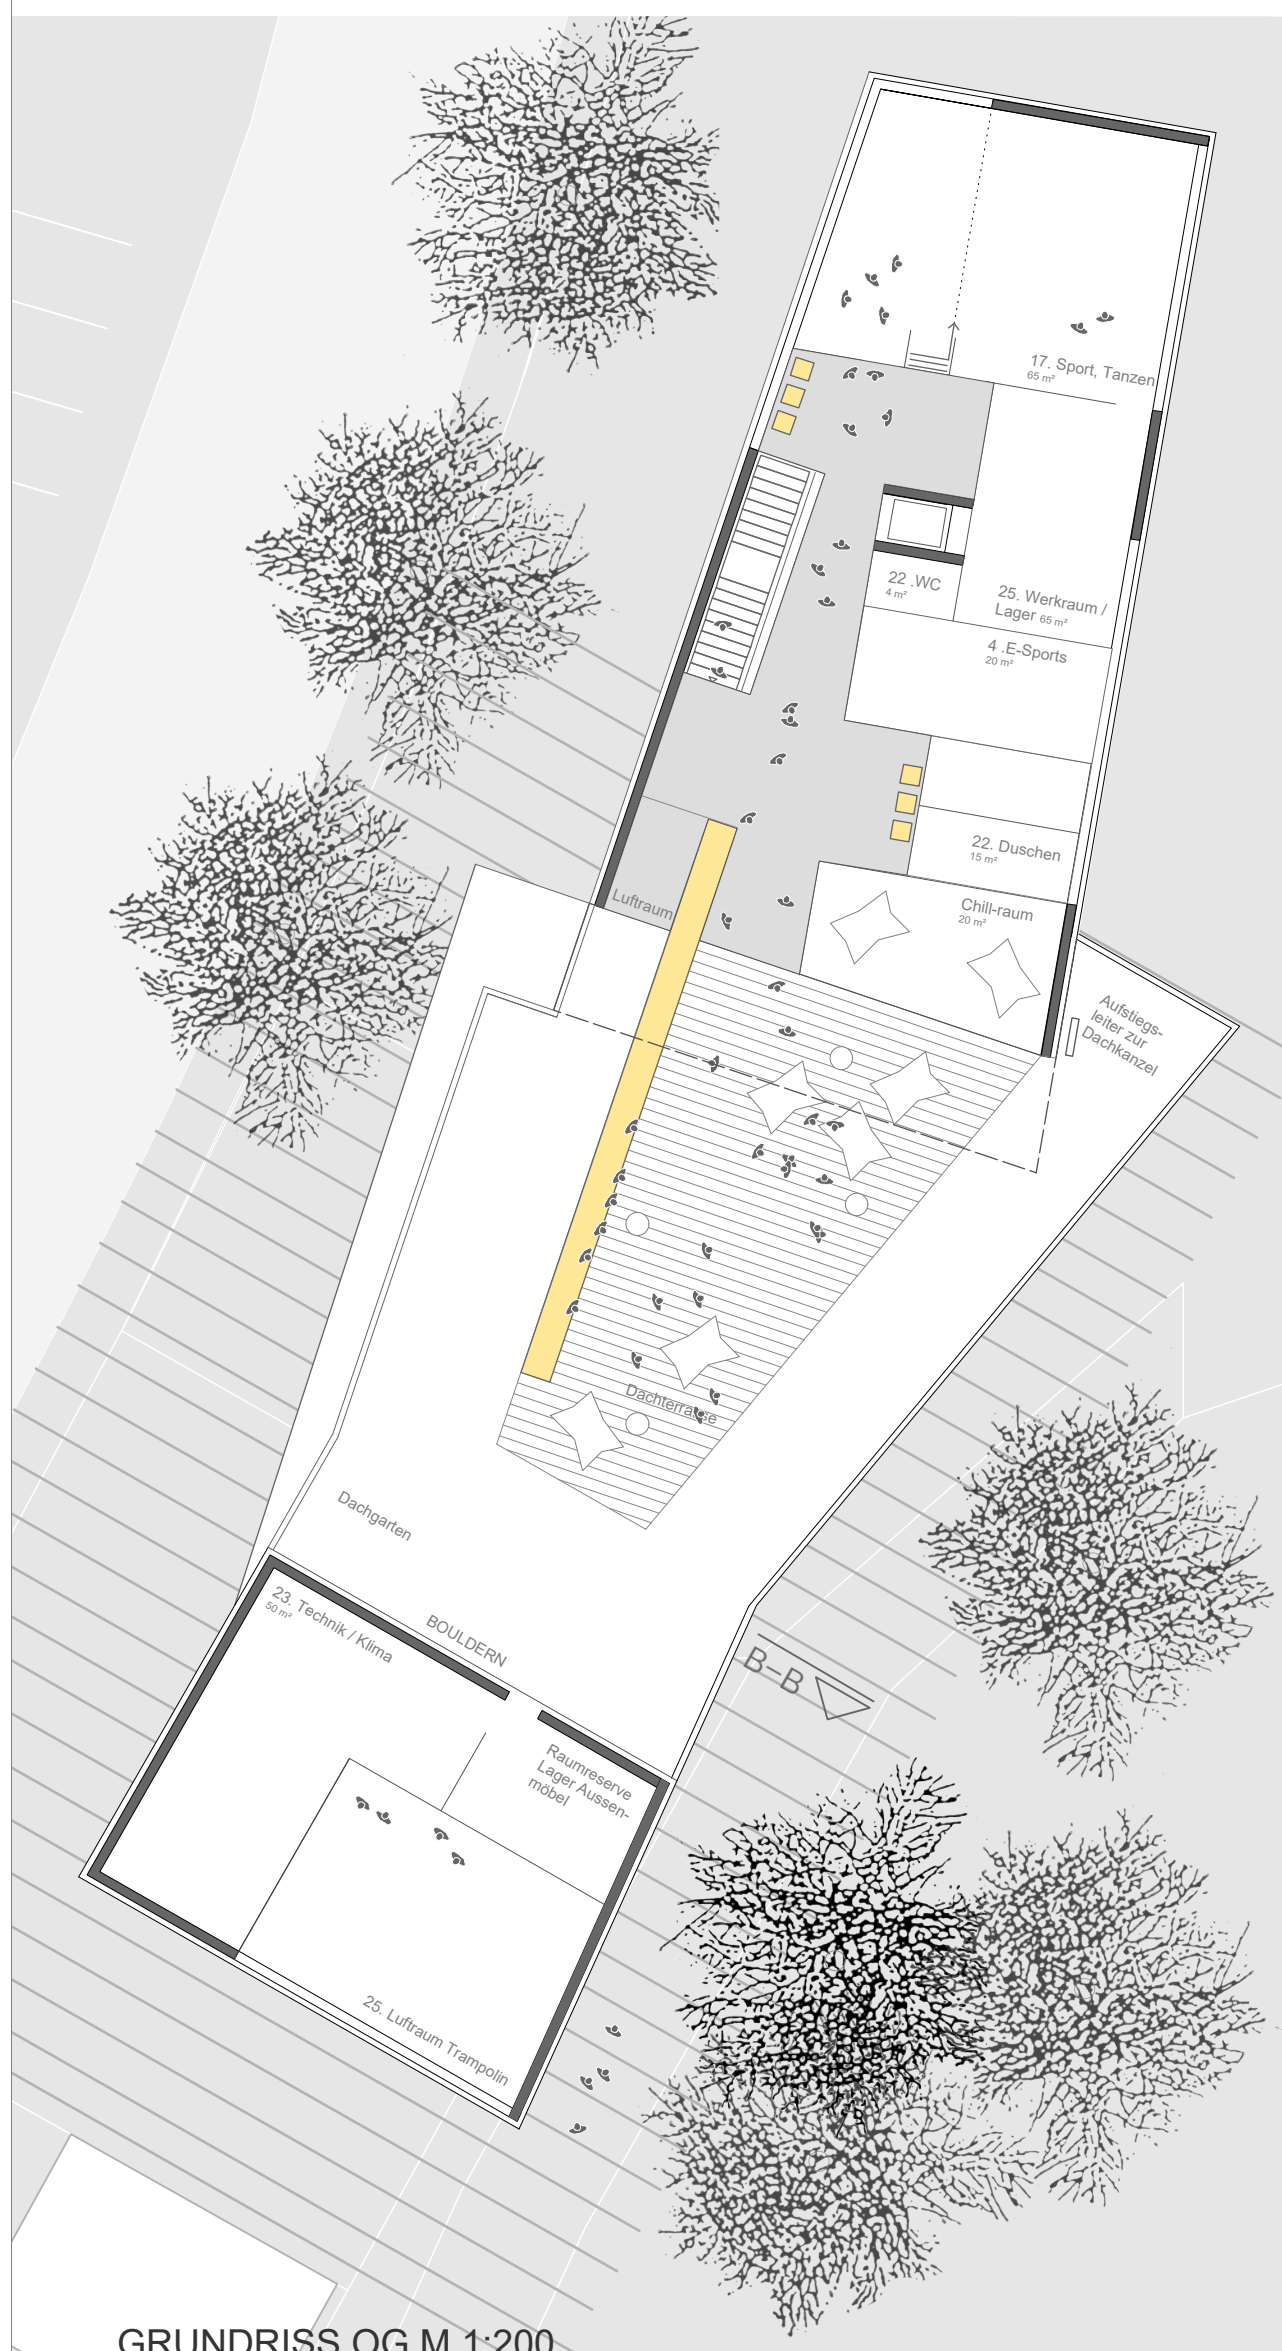 17. Sport, Tanzen
65 m²
22 .WC
4 m²
25. Werkraum /
Lager 65 m²
4 .E-Sports
20 m²
22. Duschen
15 m²
Luftraum
Chill-raum
20 m²
Aufstiegs-
leiter zur
Dachkanzel
Dachterrasse
Dachgarten
23. Technik / Klima
50 m²
BOULDERN
B-B
Raumreserve
Lager Aussen-
möbel
25. Luftraum Trampolin
GRUNDRISS OG M 1:200